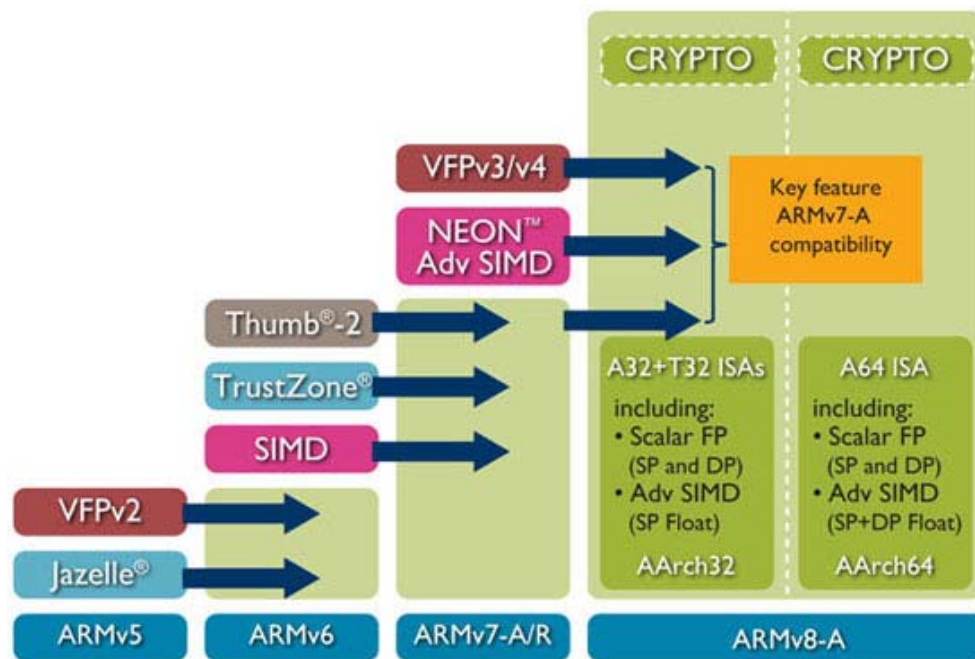 CRYPTO
CRYPTO
VFPv3/v4
Key feature
ARMv7-A
compatibility
NEON™
Adv SIMD
Thumb®-2
TrustZone®
SIMD
A32+T32 ISAs
including:
• Scalar FP
(SP and DP)
• Adv SIMD
(SP Float)
AArch32
A64 ISA
including:
• Scalar FP
(SP and DP)
• Adv SIMD
(SP+DP Float)
AArch64
VFPv2
Jazelle®
ARMv5
ARMv6
ARMv7-A/R
ARMv8-A